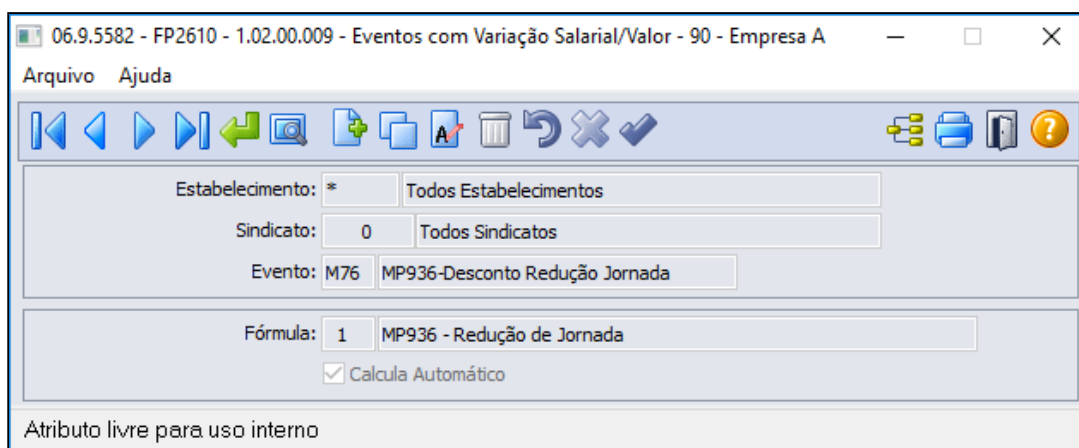 06.9.5582 - FP2610 - 1.02.00.009 - Eventos com Variação Salarial/Valor - 90 - Empresa A
Arquivo Ajuda
Estabelecimento: * Todos Estabelecimentos
Sindicato: 0 Todos Sindicatos
Evento: M76 MP936-Desconto Redução Jornada
Fórmula: 1 MP936 - Redução de Jornada
Calcula Automático
Atributo livre para uso interno